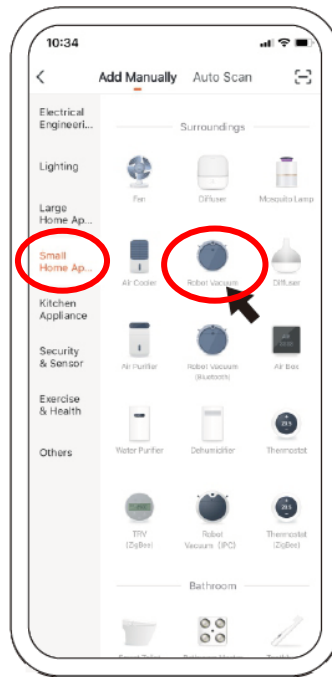 10:34
Add Manually Auto Scan
Electrical
Engineeri...
Lighting
Large
Home Ap...
Small
Home Ap...
Kitchen
Appliance
Security
& Sensor
Exercise
& Health
Others
Surroundings
Fan
Diffuser
Mosquito Lamp
Air Cooler
Robot Vacuum
Diffuser
Air Purifier
Robot Vacuum
(Bluetooth)
Air Box
Water Purifier
Dehumidifier
Thermostat
TRV
(ZigBee)
Robot
Vacuum (IPC)
Thermostat
(ZigBee)
Bathroom